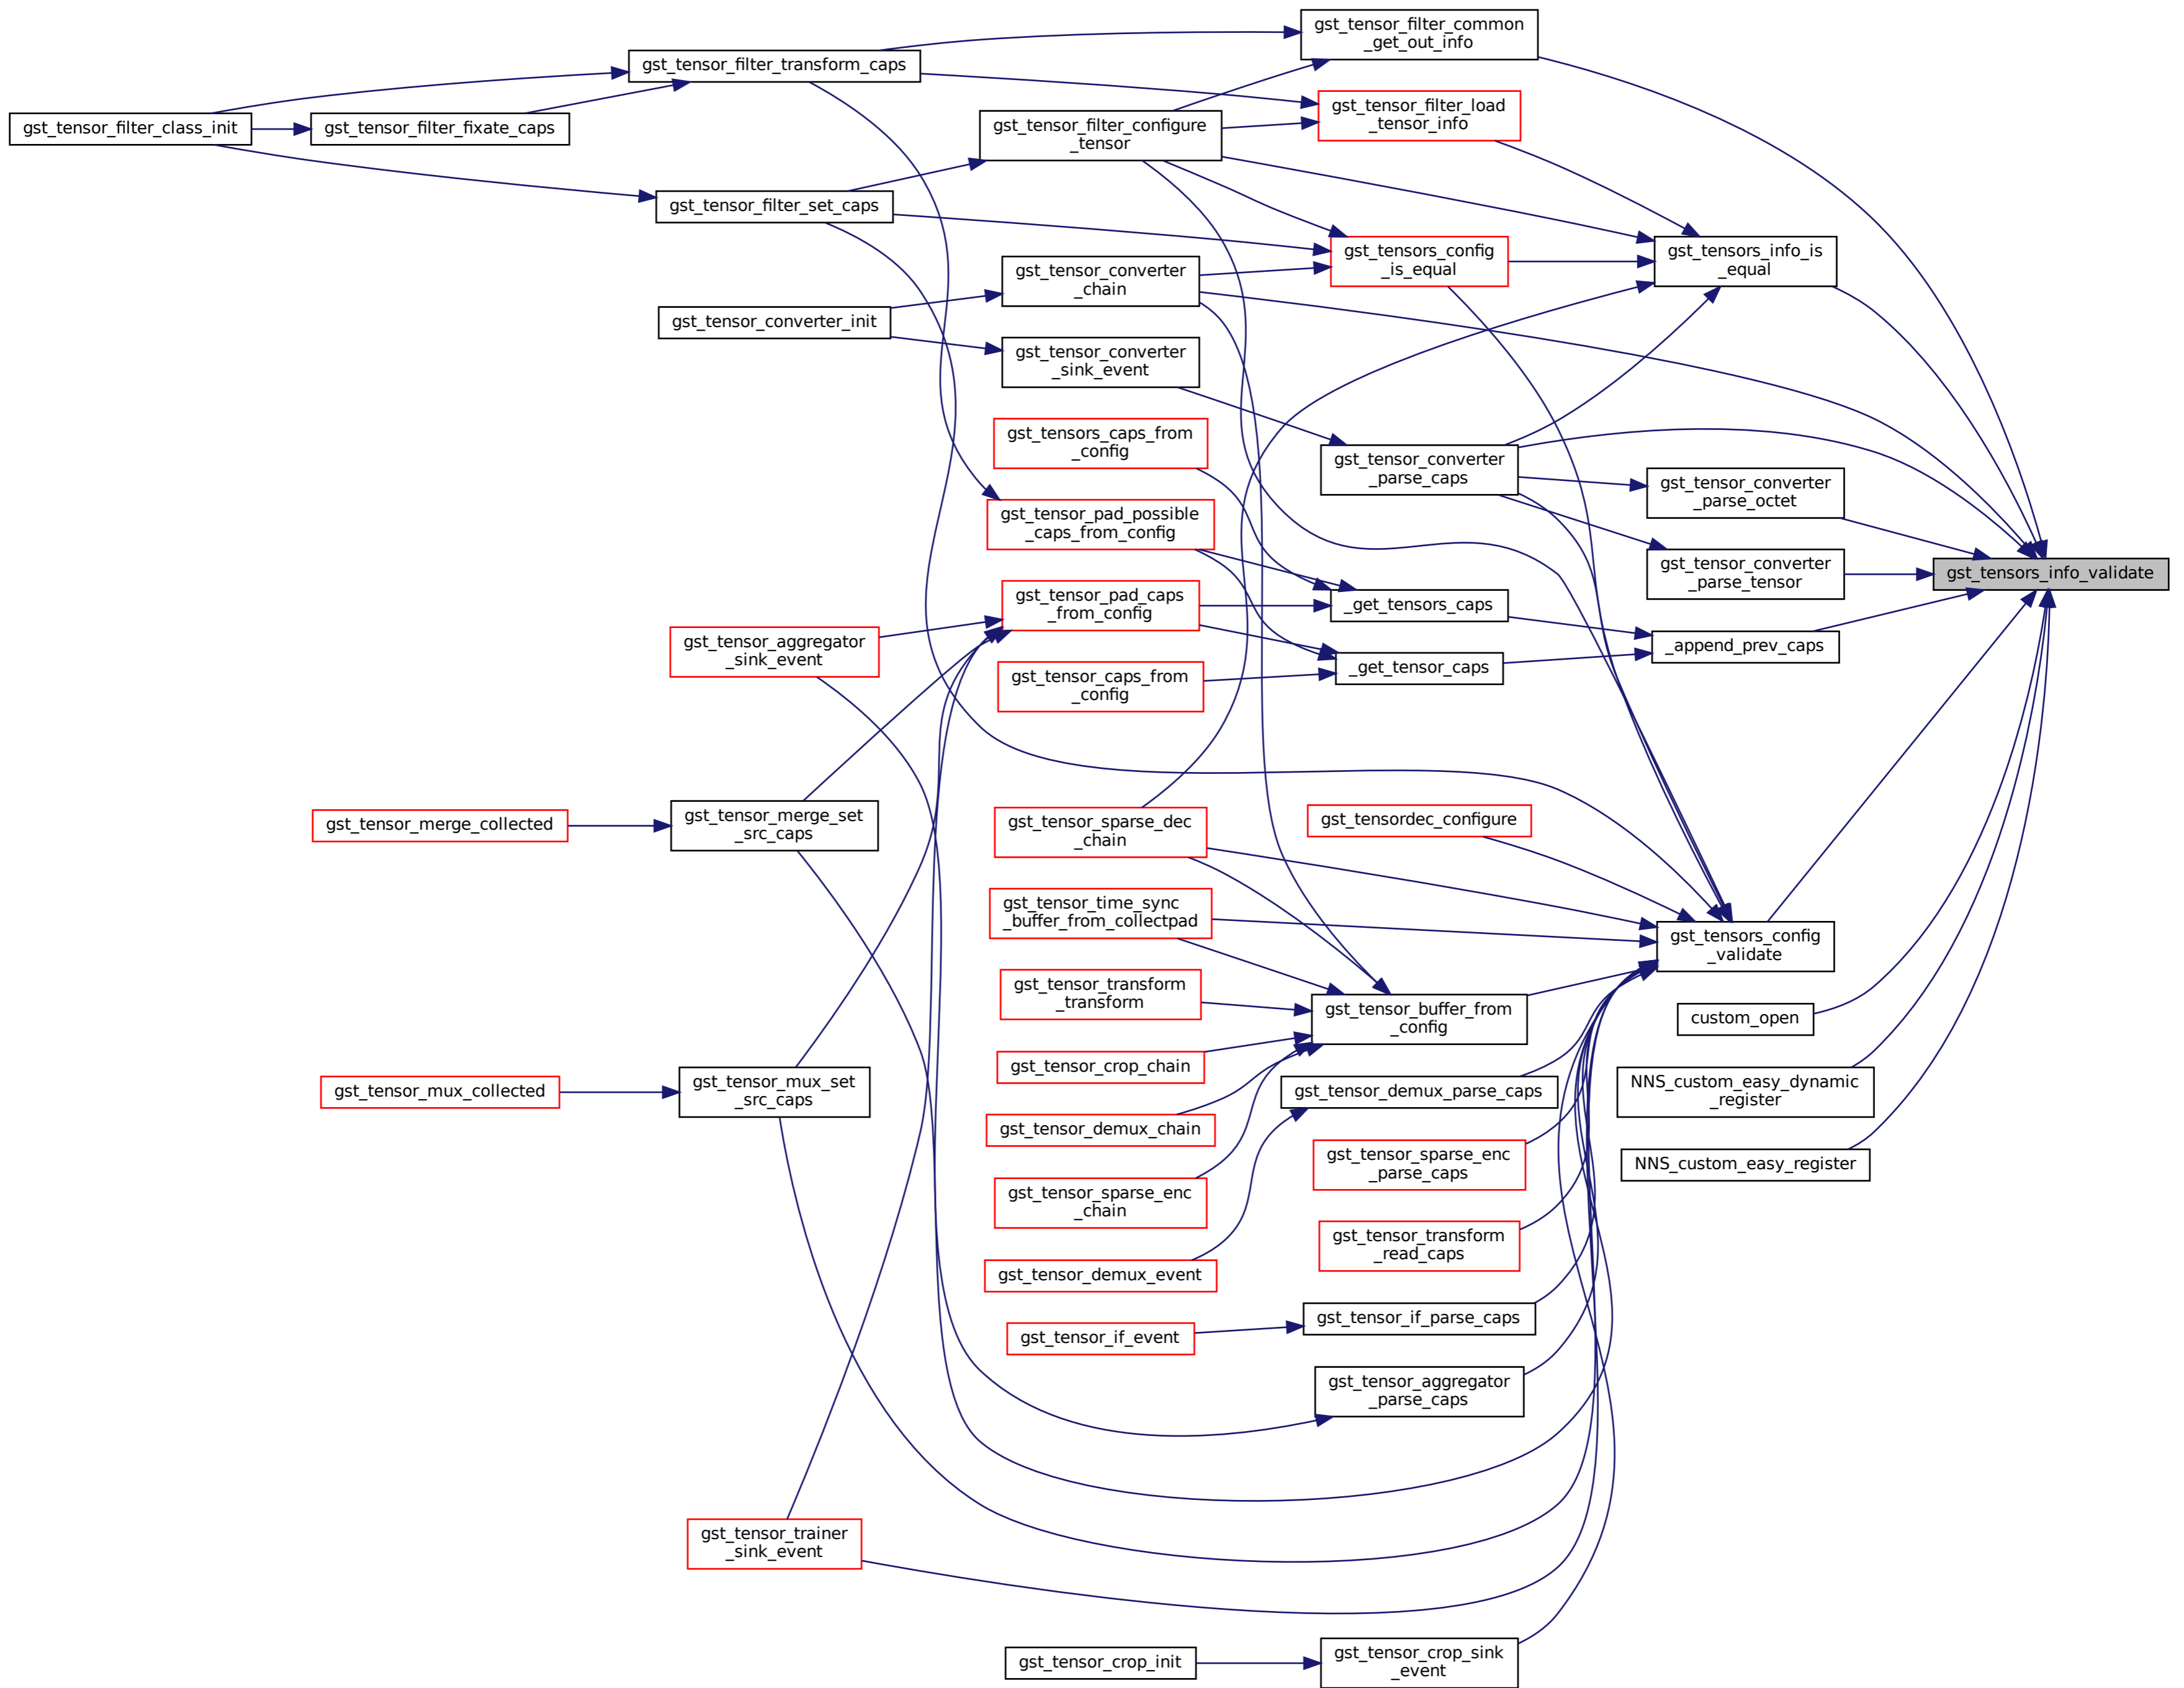 gst_tensor_filter_common
_get_out_info
gst_tensor_filter_transform_caps
gst_tensor_filter_load
_tensor_info
gst_tensor_filter_class_init
gst_tensor_filter_fixate_caps
gst_tensor_filter_configure
_tensor
gst_tensor_filter_set_caps
gst_tensors_config
_is_equal
gst_tensors_info_is
_equal
gst_tensor_converter
_chain
gst_tensor_converter_init
gst_tensor_converter
_sink_event
gst_tensors_caps_from
_config
gst_tensor_converter
_parse_caps
gst_tensor_converter
_parse_octet
gst_tensor_pad_possible
_caps_from_config
gst_tensor_converter
_parse_tensor
gst_tensors_info_validate
gst_tensor_pad_caps
_from_config
_get_tensors_caps
_append_prev_caps
gst_tensor_aggregator
_sink_event
_get_tensor_caps
gst_tensor_caps_from
_config
gst_tensor_merge_collected
gst_tensor_merge_set
_src_caps
gst_tensor_sparse_dec
_chain
gst_tensordec_configure
gst_tensor_time_sync
_buffer_from_collectpad
gst_tensors_config
_validate
gst_tensor_transform
_transform
gst_tensor_buffer_from
_config
custom_open
gst_tensor_crop_chain
gst_tensor_mux_collected
gst_tensor_mux_set
_src_caps
gst_tensor_demux_parse_caps
NNS_custom_easy_dynamic
_register
gst_tensor_demux_chain
gst_tensor_sparse_enc
_parse_caps
NNS_custom_easy_register
gst_tensor_sparse_enc
_chain
gst_tensor_transform
_read_caps
gst_tensor_demux_event
gst_tensor_if_parse_caps
gst_tensor_if_event
gst_tensor_aggregator
_parse_caps
gst_tensor_trainer
_sink_event
gst_tensor_crop_init
gst_tensor_crop_sink
_event